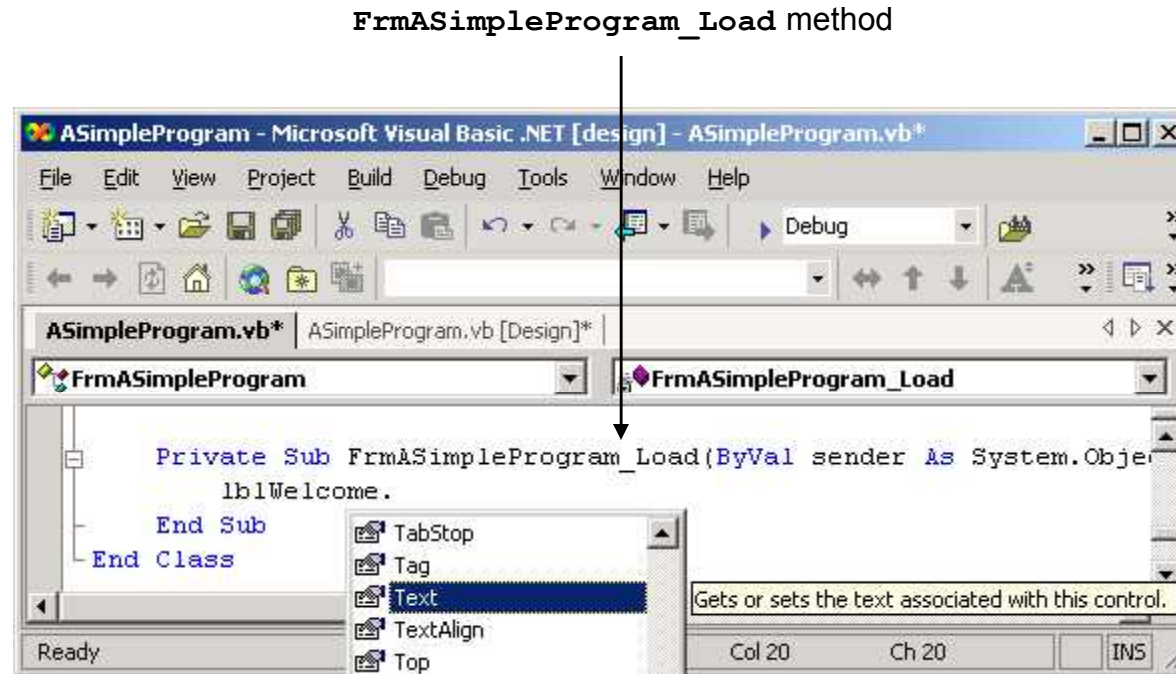 FrmASimpleProgram_Load method
ASimpleProgram - Microsoft Visual Basic .NET [design] - ASimpleProgram.vb*
File Edit View Project Build Debug Tools Window Help
Debug
ASimpleProgram.vb* ASimpleProgram.vb [Design]*
FrmASimpleProgram FrmASimpleProgram_Load
Private Sub FrmASimpleProgram_Load(ByVal sender As System.Obje
lblWelcome.
End Sub
End Class
TabStop
Tag
Text Gets or sets the text associated with this control.
TextAlign
Top
Ready Col 20 Ch 20 INS